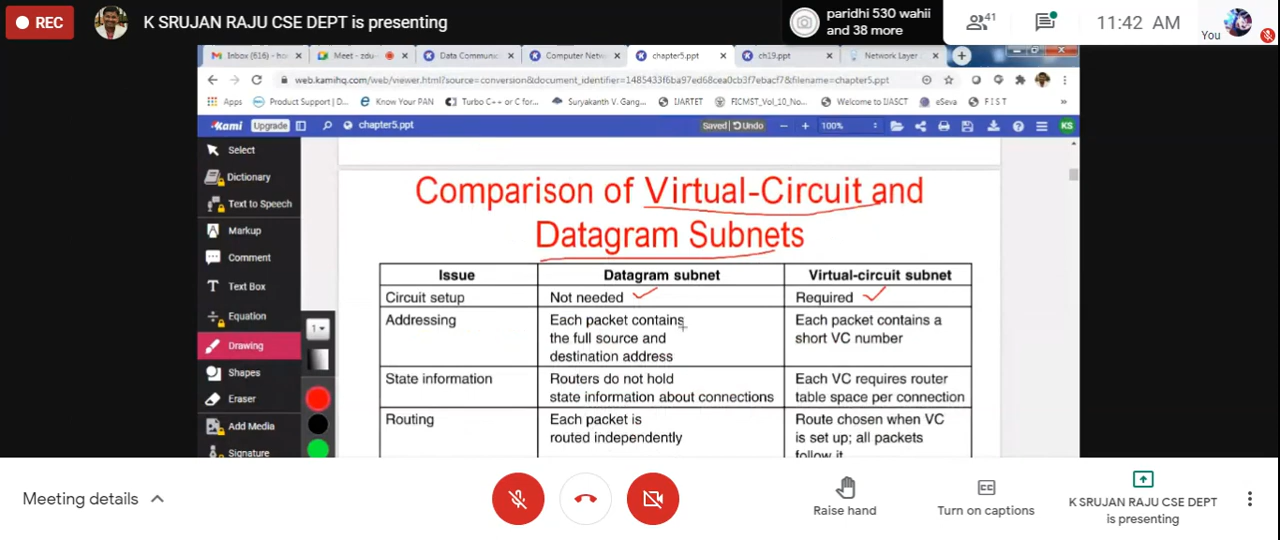 REC
K SRUJAN RAJU CSE DEPT is presenting
paridhi 530 wahii
and 38 more
41
11:42 AM
You
Inbox (616) - ho
Meet - zdu-
Data Communic
Computer Netw
chapter5.ppt
ch19.ppt
Network Layer
web.kamihq.com/web/viewer.html?source=conversion&document_identifier=1485433f6ba97ed68cea0cb3f7ebacf7&filename=chapter5.ppt
Apps
Product Support | D...
Know Your PAN
Turbo C++ or C for...
Suryakanth V. Gang...
IJARTET
FICMST_Vol_10_No...
Welcome to IJASCT
eSeva
F I S T
»
Kami
Upgrade
chapter5.ppt
Saved
Undo
100%
KS
Select
Dictionary
Text to Speech
Markup
Comment
Text Box
Equation
Drawing
Shapes
Eraser
Add Media
Signature
1
Comparison of Virtual-Circuit and
Datagram Subnets
Issue Datagram subnet Virtual-circuit subnet
Circuit setup Not needed Required
Addressing Each packet contains Each packet contains a
the full source and short VC number
destination address
State information Routers do not hold Each VC requires router
state information about connections table space per connection
Routing Each packet is Route chosen when VC
routed independently is set up; all packets
follow it
Meeting details
Raise hand
CC
Turn on captions
K SRUJAN RAJU CSE DEPT
is presenting